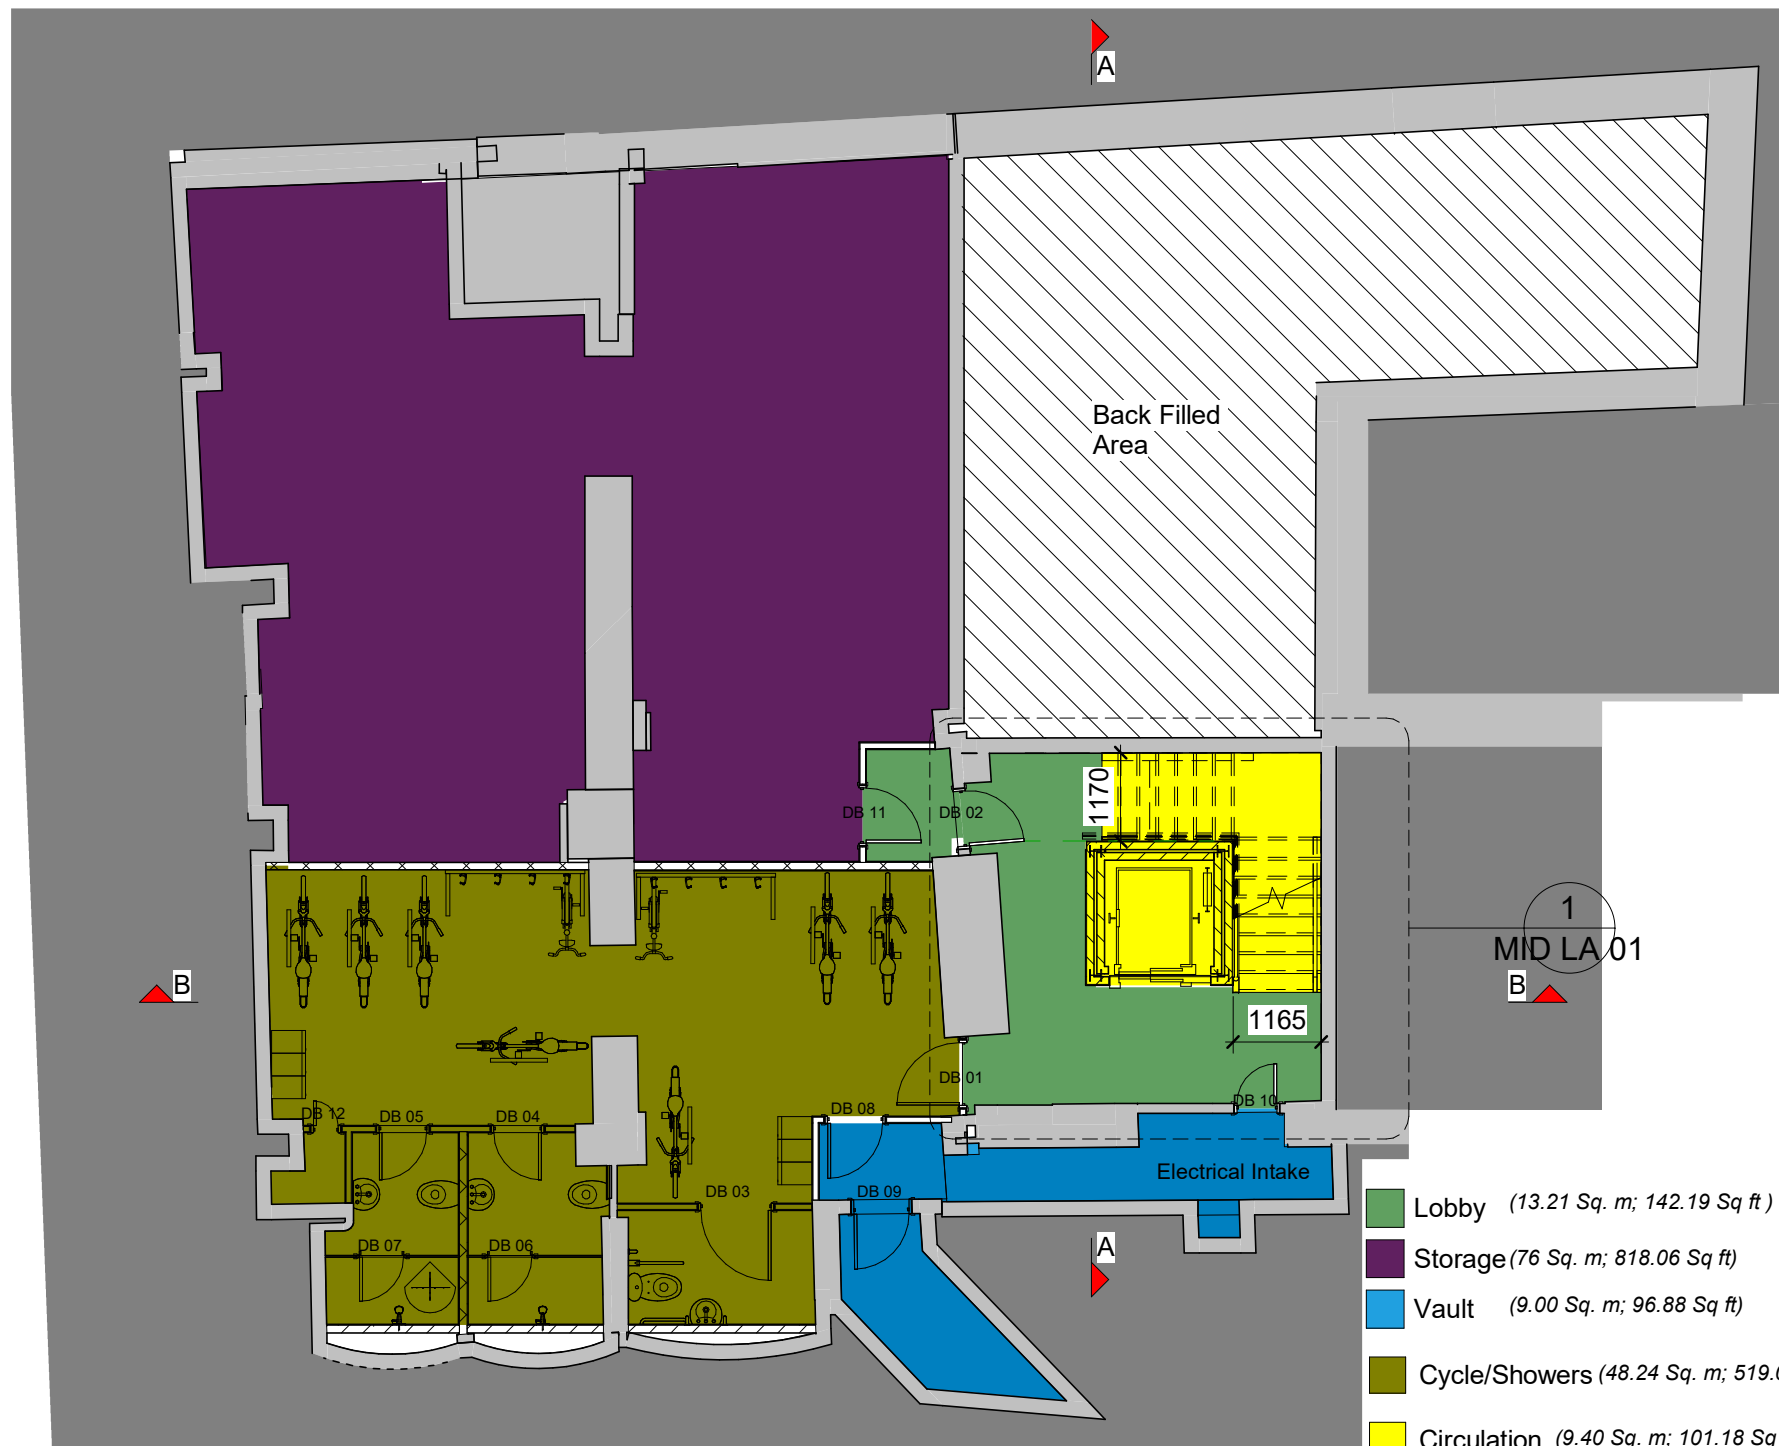 A
Back Filled
Area
1170
DB 11
DB 02
1
MID LA 01
B
B
1165
DB 01
DB 10
DB 12
DB 05
DB 04
DB 08
Electrical Intake
DB 03
DB 09
DB 07
DB 06
A
Lobby (13.21 Sq. m; 142.19 Sq ft )
Storage (76 Sq. m; 818.06 Sq ft)
Vault (9.00 Sq. m; 96.88 Sq ft)
Cycle/Showers (48.24 Sq. m; 519.
Circulation (9.40 Sq. m; 101.18 Sq